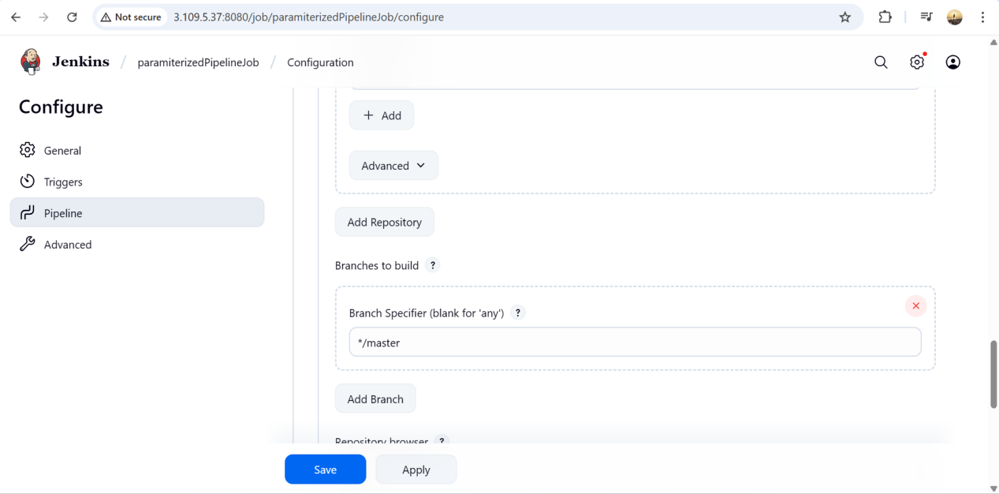 Not secure 3.109.5.37:8080/job/paramiterizedPipelineJob/configure
Jenkins / paramiterizedPipelineJob / Configuration
Configure
General
Triggers
Pipeline
Advanced
+ Add
Advanced
Add Repository
Branches to build ?
Branch Specifier (blank for 'any') ?
*/master
Add Branch
Repository browser ?
Save
Apply